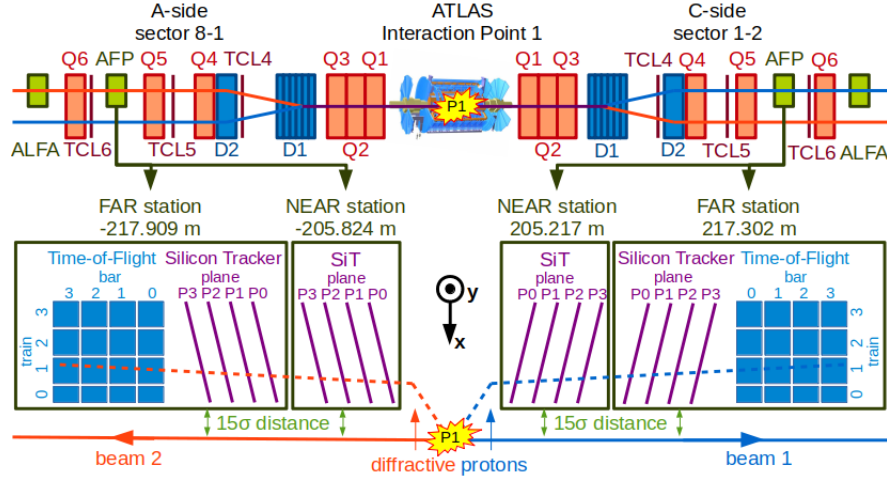 A-side
sector 8-1
ATLAS
Interaction Point 1
C-side
sector 1-2
Q6 AFP Q5 Q4 TCL4 Q3 Q1
Q1 Q3 TCL4 Q4 Q5 AFP Q6
P1
ALFA TCL6 TCL5 D2 D1 Q2
Q2 D1 D2 TCL5 TCL6 ALFA
FAR station
-217.909 m
NEAR station
-205.824 m
NEAR station
205.217 m
FAR station
217.302 m
Time-of-Flight
bar
3 2 1 0
train
3
2
1
0
Silicon Tracker
plane
P3 P2 P1 P0
SiT
plane
P3 P2 P1 P0
y
x
SiT
plane
P0 P1 P2 P3
Silicon Tracker
plane
P0 P1 P2 P3
Time-of-Flight
bar
0 1 2 3
3
2
1
0
train
15σ distance
15σ distance
P1
beam 2
diffractive protons
beam 1